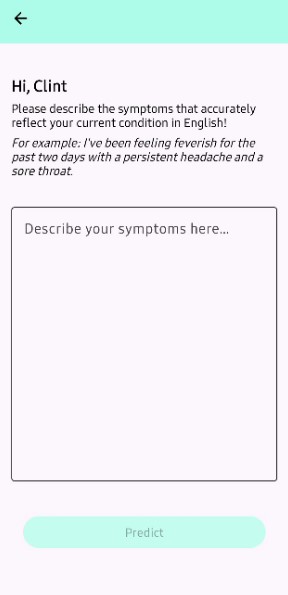 Hi, Clint
Please describe the symptoms that accurately
reflect your current condition in English!
For example: I've been feeling feverish for the
past two days with a persistent headache and a
sore throat.
Describe your symptoms here...
Predict